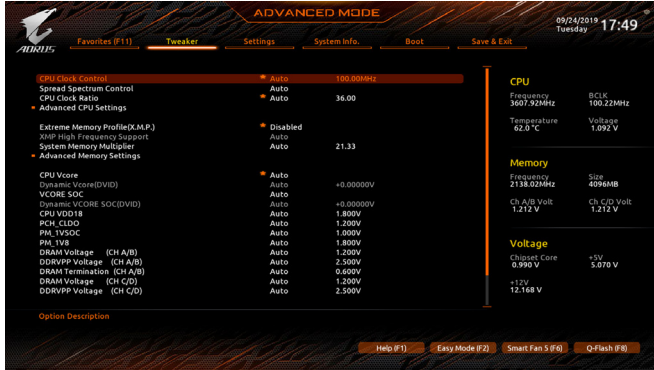 ADVANCED MODE
09/24/2019 Tuesday 17:49
AORUS
Favorites (F11) Tweaker Settings System Info. Boot Save & Exit
CPU Clock Control Auto 100.00MHz
Spread Spectrum Control Auto
CPU Clock Ratio Auto 36.00
Advanced CPU Settings
Extreme Memory Profile(X.M.P.) Disabled
XMP High Frequency Support Auto
System Memory Multiplier Auto 21.33
Advanced Memory Settings
CPU Vcore Auto
Dynamic Vcore(DVID) Auto +0.00000V
VCORE SOC Auto
Dynamic VCORE SOC(DVID) Auto +0.00000V
CPU VDD18 Auto 1.800V
PCH_CLDO Auto 1.200V
PM_1VSOC Auto 1.000V
PM_1V8 Auto 1.800V
DRAM Voltage (CH A/B) Auto 1.200V
DDRVPP Voltage (CH A/B) Auto 2.500V
DRAM Termination (CH A/B) Auto 0.600V
DRAM Voltage (CH C/D) Auto 1.200V
DDRVPP Voltage (CH C/D) Auto 2.500V
CPU
Frequency BCLK
3607.92MHz 100.22MHz
Temperature Voltage
62.0 °C 1.092 V
Memory
Frequency Size
2138.02MHz 4096MB
Ch A/B Volt Ch C/D Volt
1.212 V 1.212 V
Voltage
Chipset Core +5V
0.990 V 5.070 V
+12V
12.168 V
Option Description
Help (F1) Easy Mode (F2) Smart Fan 5 (F6) Q-Flash (F8)